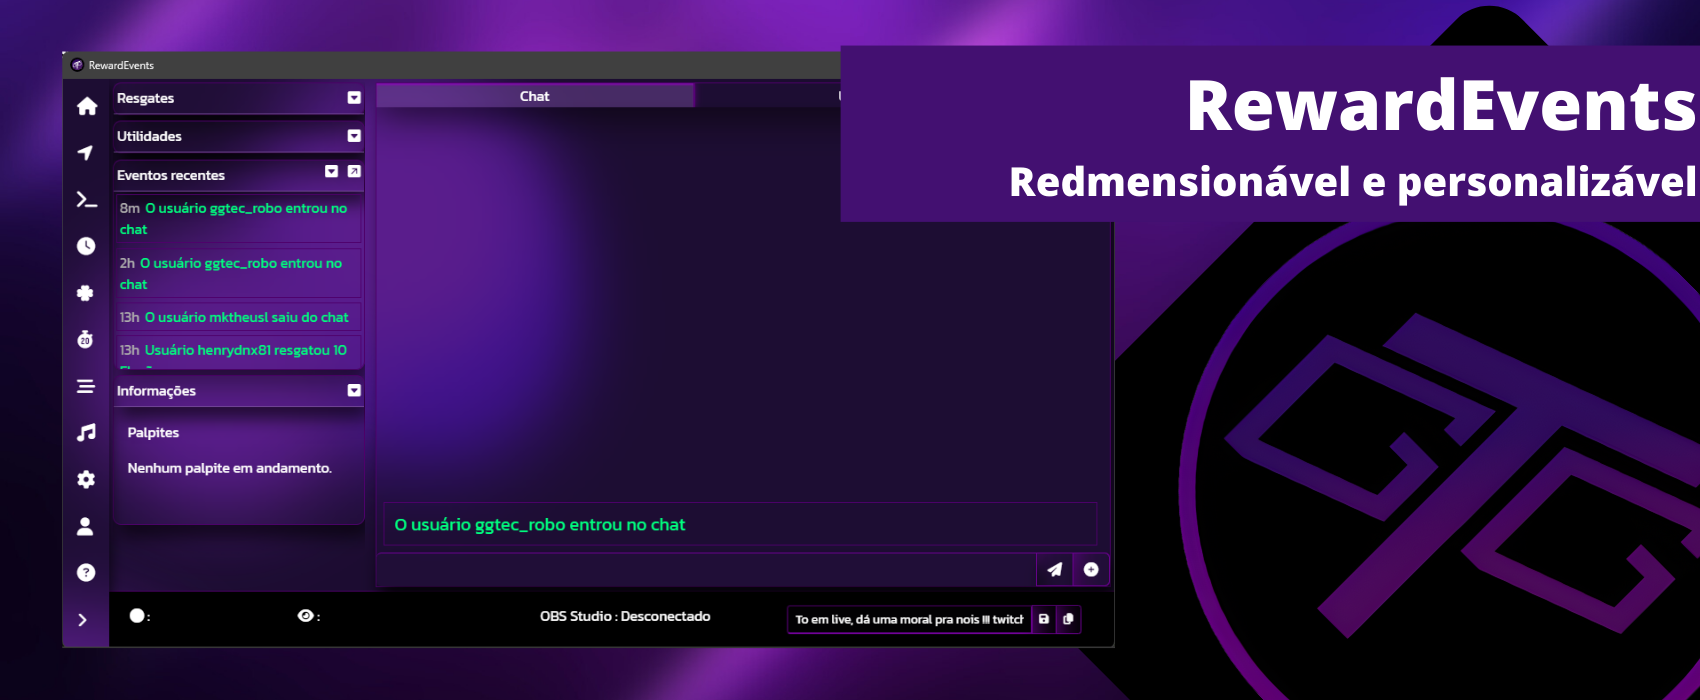 RewardEvents
RewardEvents
Redmensionável e personalizável
Resgates
Utilidades
Eventos recentes
8m O usuário ggtec_robo entrou no
chat
2h O usuário ggtec_robo entrou no
chat
13h O usuário mktheusl saiu do chat
13h Usuário henrydnx81 resgatou 10
Informações
Palpites
Nenhum palpite em andamento.
Chat
O usuário ggtec_robo entrou no chat
20
:
:
OBS Studio : Desconectado
To em live, dá uma moral pra nois !!! twitch